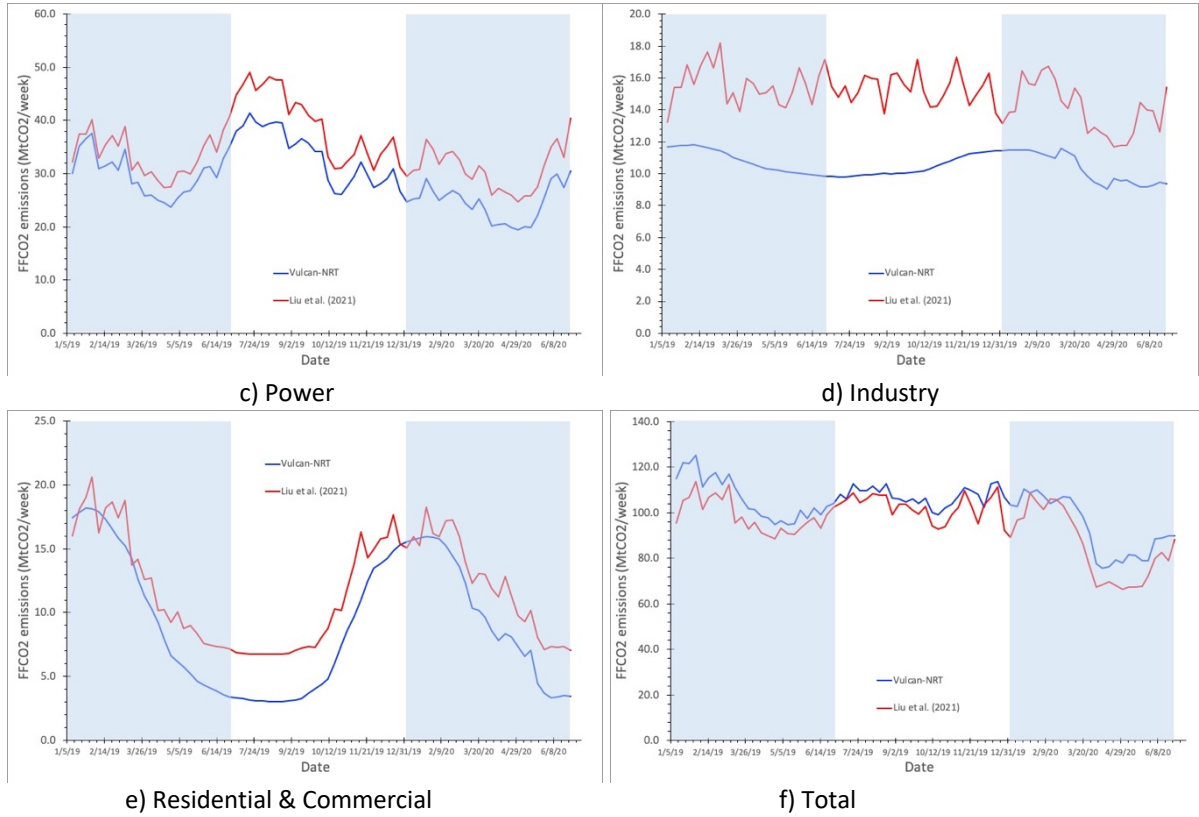 60.0
50.0
40.0
30.0
20.0
10.0
0.0
FFCO2 emissions (MtCO2/week)
Vulcan-NRT
Liu et al. (2021)
1/5/19 2/14/19 3/26/19 5/5/19 6/14/19 7/24/19 9/2/19 10/12/19 11/21/19 12/31/19 2/9/20 3/20/20 4/29/20 6/8/20
Date
c) Power
20.0
18.0
16.0
14.0
12.0
10.0
8.0
6.0
4.0
2.0
0.0
FFCO2 emissions (MtCO2/week)
Vulcan-NRT
Liu et al. (2021)
1/5/19 2/14/19 3/26/19 5/5/19 6/14/19 7/24/19 9/2/19 10/12/19 11/21/19 12/31/19 2/9/20 3/20/20 4/29/20 6/8/20
Date
d) Industry
25.0
20.0
15.0
10.0
5.0
0.0
FFCO2 emissions (MtCO2/week)
Vulcan-NRT
Liu et al. (2021)
1/5/19 2/14/19 3/26/19 5/5/19 6/14/19 7/24/19 9/2/19 10/12/19 11/21/19 12/31/19 2/9/20 3/20/20 4/29/20 6/8/20
Date
e) Residential & Commercial
140.0
120.0
100.0
80.0
60.0
40.0
20.0
0.0
FFCO2 emissions (MtCO2/week)
Vulcan-NRT
Liu et al. (2021)
1/5/19 2/14/19 3/26/19 5/5/19 6/14/19 7/24/19 9/2/19 10/12/19 11/21/19 12/31/19 2/9/20 3/20/20 4/29/20 6/8/20
Date
f) Total